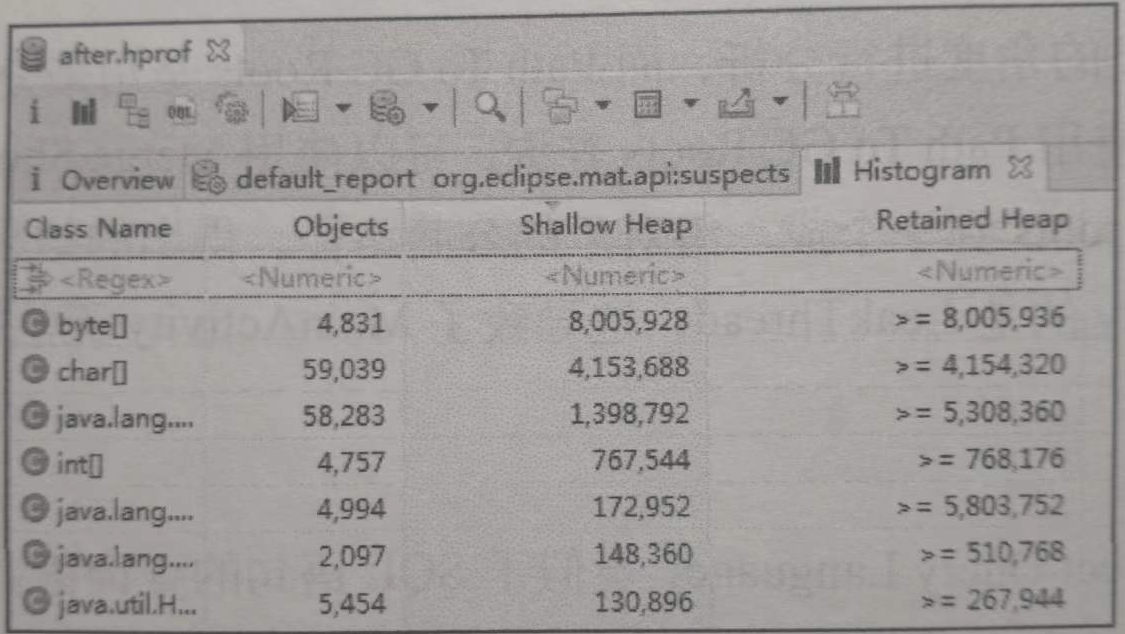 after.hprof
i OQL
i Overview default_report org.eclipse.mat.api:suspects Histogram
Class Name Objects Shallow Heap Retained Heap
<Regex> <Numeric> <Numeric> <Numeric>
byte[] 4,831 8,005,928 >= 8,005,936
char[] 59,039 4,153,688 >= 4,154,320
java.lang.... 58,283 1,398,792 >= 5,308,360
int[] 4,757 767,544 >= 768,176
java.lang.... 4,994 172,952 >= 5,803,752
java.lang.... 2,097 148,360 >= 510,768
java.util.H... 5,454 130,896 >= 267,944